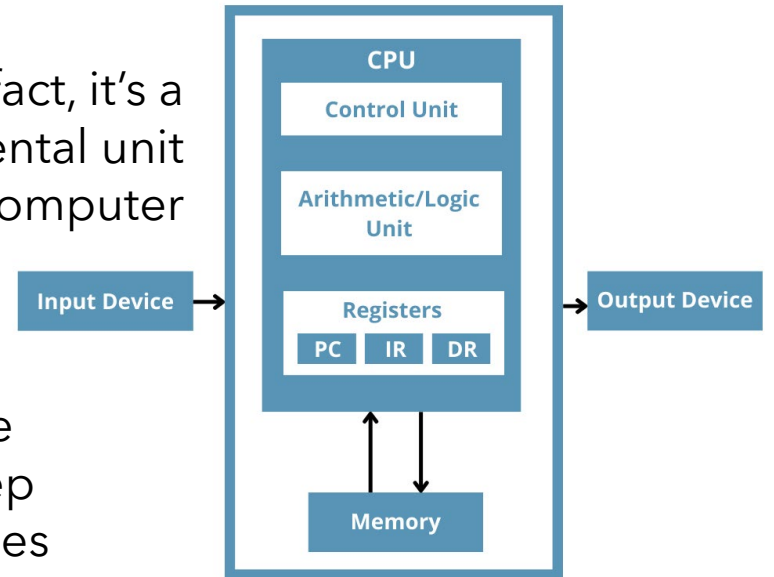 fact, it's a
ental unit
omputer
e
ep
es
CPU
Control Unit
Arithmetic/Logic
Unit
Registers
PC IR DR
Input Device
Output Device
Memory